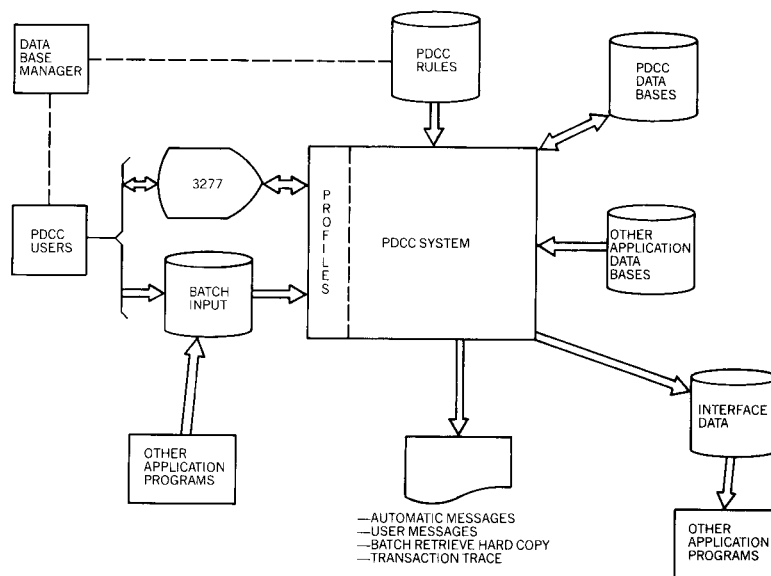 DATA
BASE
MANAGER
PDCC
RULES
PDCC
DATA
BASES
3277
PROFILES
PDCC SYSTEM
PDCC
USERS
OTHER
APPLICATION
DATA
BASES
BATCH
INPUT
INTERFACE
DATA
OTHER
APPLICATION
PROGRAMS
—AUTOMATIC MESSAGES
—USER MESSAGES
—BATCH RETRIEVE HARD COPY
—TRANSACTION TRACE
OTHER
APPLICATION
PROGRAMS